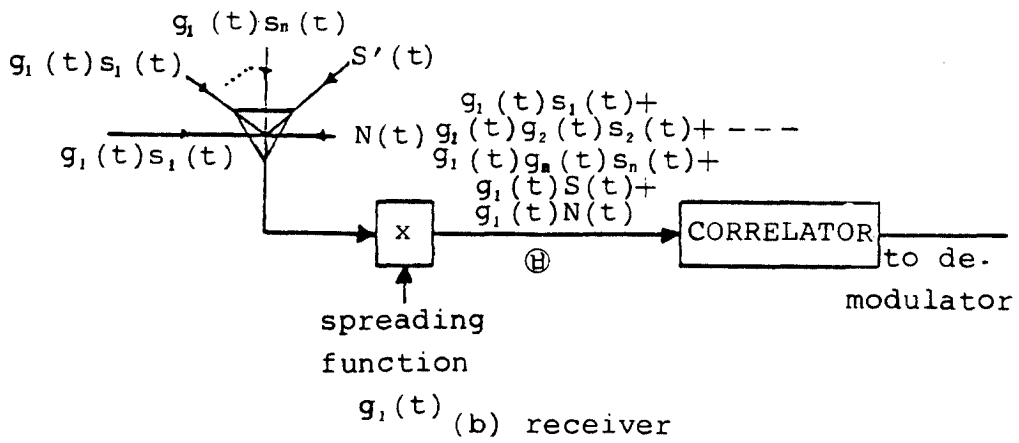 g₁(t)sₙ(t)
g₁(t)s₁(t)
S'(t)
g₁(t)s₁(t)
N(t)
g₁(t)s₁(t)+
g₁(t)g₂(t)s₂(t)+ ---
g₁(t)gₙ(t)sₙ(t)+
g₁(t)S(t)+
g₁(t)N(t)
x
CORRELATOR
Ⓗ
to de-
modulator
spreading
function
g₁(t)
(b) receiver